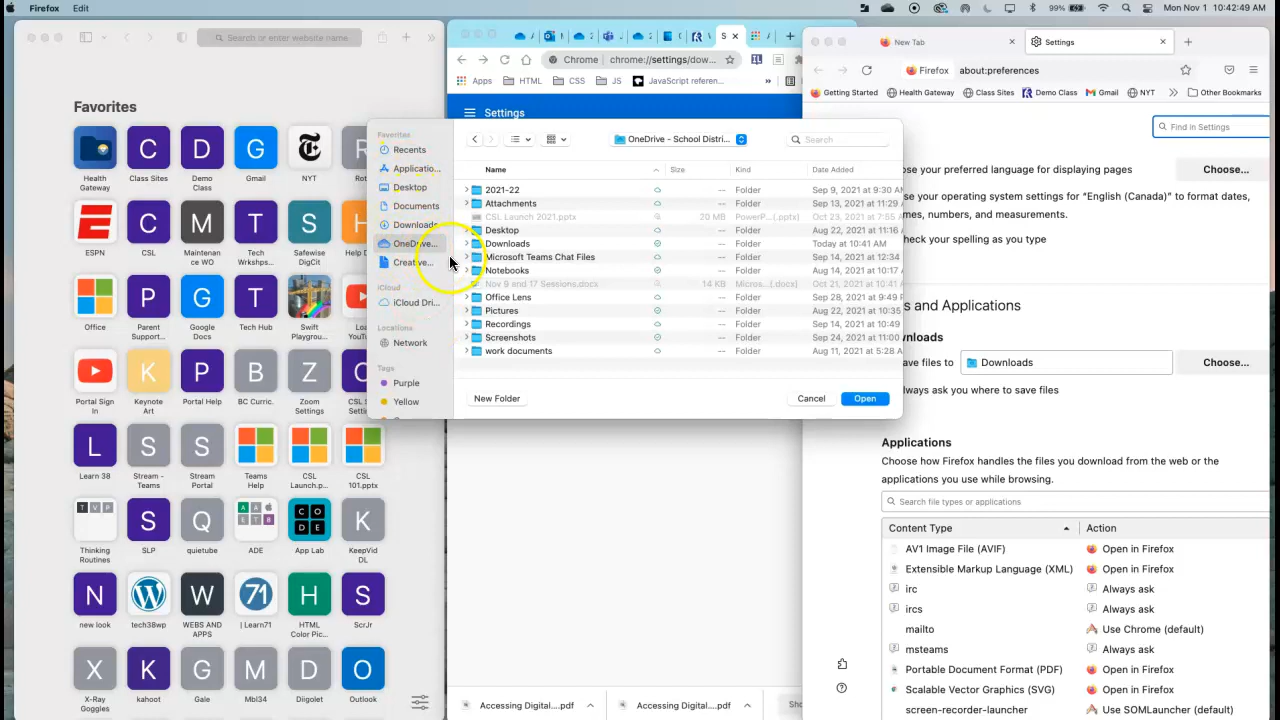 Firefox Edit
99% Mon Nov 1 10:42:49 AM
Search or enter website name
Favorites
Health Gateway
C Class Sites
D Demo Class
G Gmail
NYT
ESPN
C CSL
M Maintenance WO
T Tech Wrkshps...
S Safewise DigCit
Office
P Parent Support...
G Google Docs
T Tech Hub
Swift Playgrou...
Portal Sign In
K Keynote Art
P Portal Help
B BC Curric.
Z Zoom Settings
L Learn 38
S Stream - Teams
S Stream Portal
Teams Help
CSL Launch.p...
CSL 101.pptx
Thinking Routines
S SLP
Q quietube
ADE
CODE App Lab
K KeepVid DL
N new look
tech38wp
W WEBS AND APPS
71 | Learn71
H HTML Color Pic...
S ScrJr
X X-Ray Goggles
K kahoot
G Gale
M Mbl34
D Diigolet
Outlook
Chrome chrome://settings/dow...
Apps HTML CSS JS JavaScript referen... »
Settings
Favorites
Recents
Applicatio...
Desktop
Documents
Downloads
OneDrive...
Creative...
iCloud
iCloud Dri...
Locations
Network
Tags
Purple
Yellow
OneDrive - School Distri... Search
Name Size Kind Date Added
2021-22 -- Folder Sep 9, 2021 at 9:30 AM
Attachments -- Folder Sep 13, 2021 at 11:29
CSL Launch 2021.pptx 20 MB PowerP...(.pptx) Oct 23, 2021 at 7:55
Desktop -- Folder Aug 22, 2021 at 11:16
Downloads -- Folder Today at 10:41 AM
Microsoft Teams Chat Files -- Folder Sep 14, 2021 at 12:34
Notebooks -- Folder Aug 14, 2021 at 10:17
Nov 9 end 17 Sessions.docx 14 KB Micros...(.docx) Oct 21, 2021 at 10:41
Office Lens -- Folder Sep 28, 2021 at 9:49
Pictures -- Folder Aug 22, 2021 at 10:35
Recordings -- Folder Sep 14, 2021 at 10:49
Screenshots -- Folder Sep 24, 2021 at 11:00
work documents -- Folder Aug 11, 2021 at 5:28 A
New Folder Cancel Open
Accessing Digital....pdf Accessing Digital....pdf
New Tab Settings
Firefox about:preferences
Getting Started Health Gateway Class Sites Demo Class Gmail NYT » Other Bookmarks
Find in Settings
your preferred language for displaying pages Choose...
your operating system settings for "English (Canada)" to format dates,
numbers, and measurements.
check your spelling as you type
s and Applications
wnloads
ave files to Downloads Choose...
lways ask you where to save files
Applications
Choose how Firefox handles the files you download from the web or the
applications you use while browsing.
Search file types or applications
Content Type Action
AV1 Image File (AVIF) Open in Firefox
Extensible Markup Language (XML) Open in Firefox
irc Always ask
ircs Always ask
mailto Use Chrome (default)
msteams Always ask
Portable Document Format (PDF) Open in Firefox
Scalable Vector Graphics (SVG) Open in Firefox
screen-recorder-launcher Use SOMLauncher (default)